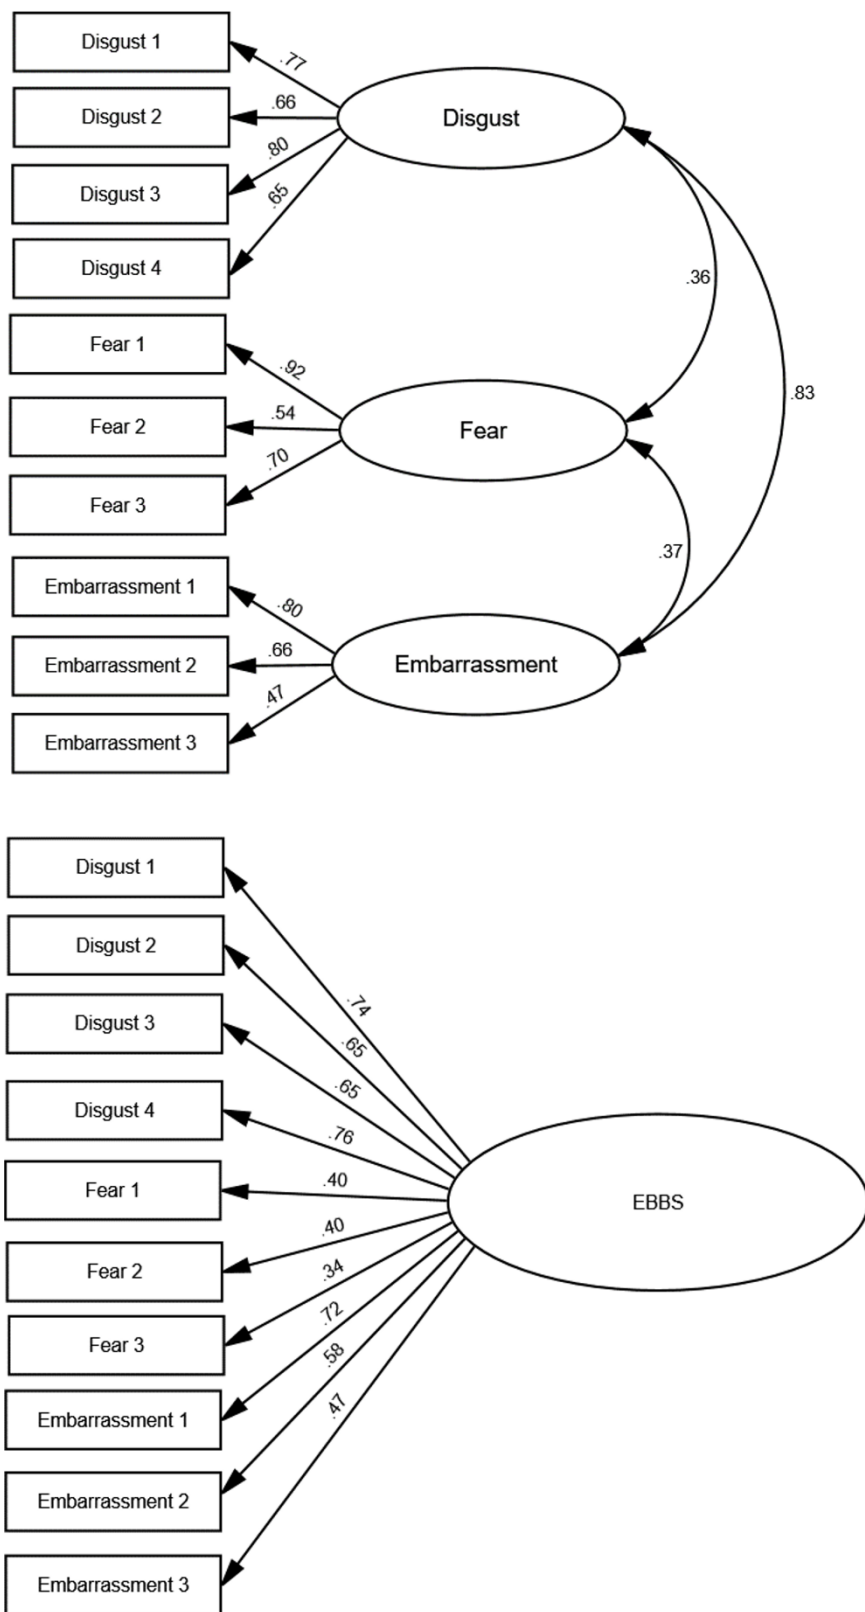 Disgust 1
.77
Disgust 2
.66
Disgust
.80
Disgust 3
.65
Disgust 4
.36
Fear 1
.92
.83
Fear 2
.54
Fear
.70
Fear 3
.37
Embarrassment 1
.80
Embarrassment 2
.66
Embarrassment
.47
Embarrassment 3
Disgust 1
Disgust 2
.74
Disgust 3
.65
.65
Disgust 4
.76
Fear 1
.40
EBBS
.40
Fear 2
.34
.72
Fear 3
.58
Embarrassment 1
.47
Embarrassment 2
Embarrassment 3